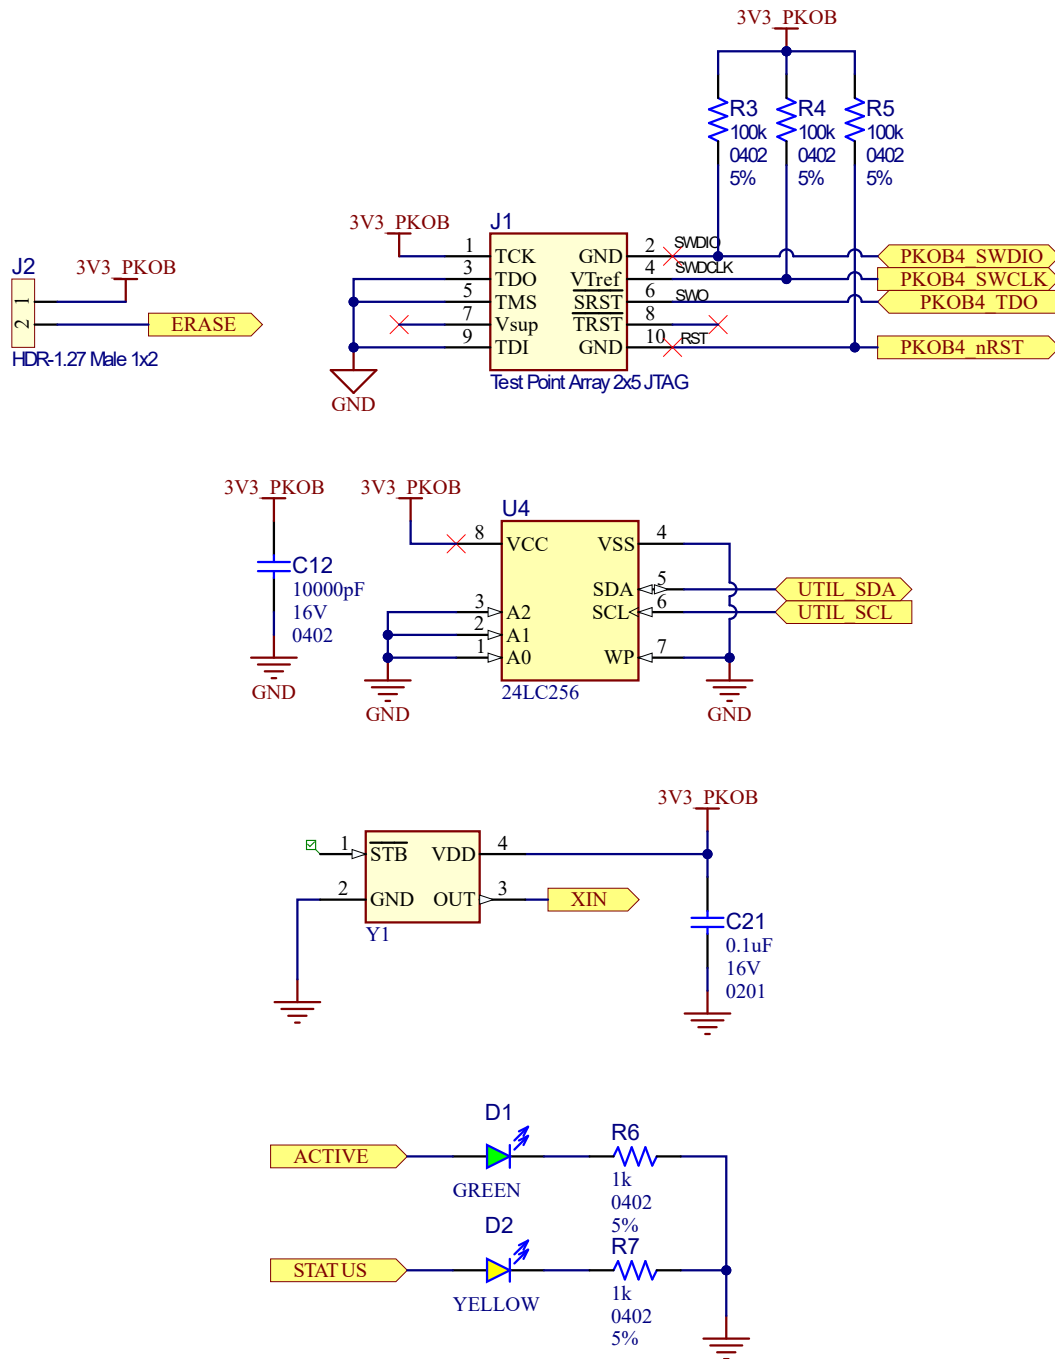 3V3_PKOB
R3
100k
0402
5%
R4
100k
0402
5%
R5
100k
0402
5%
J2
3V3_PKOB
1
2
ERASE
HDR-1.27 Male 1x2
3V3_PKOB
J1
1 TCK GND 2 SWDIO PKOB4_SWDIO
3 TDO VTref 4 SWDCLK PKOB4_SWCLK
5 TMS SRST 6 SWO PKOB4_TDO
7 Vsup TRST 8
9 TDI GND 10 RST PKOB4_nRST
Test Point Array 2x5 JTAG
GND
3V3_PKOB
C12
10000pF
16V
0402
GND
3V3_PKOB
U4
8 VCC VSS 4
SDA 5 UTIL_SDA
3 A2 SCL 6 UTIL_SCL
2 A1
1 A0 WP 7
24LC256
GND
GND
3V3_PKOB
1 STB VDD 4
2 GND OUT 3 XIN
Y1
C21
0.1uF
16V
0201
D1
ACTIVE
GREEN
R6
1k
0402
5%
D2
STATUS
YELLOW
R7
1k
0402
5%